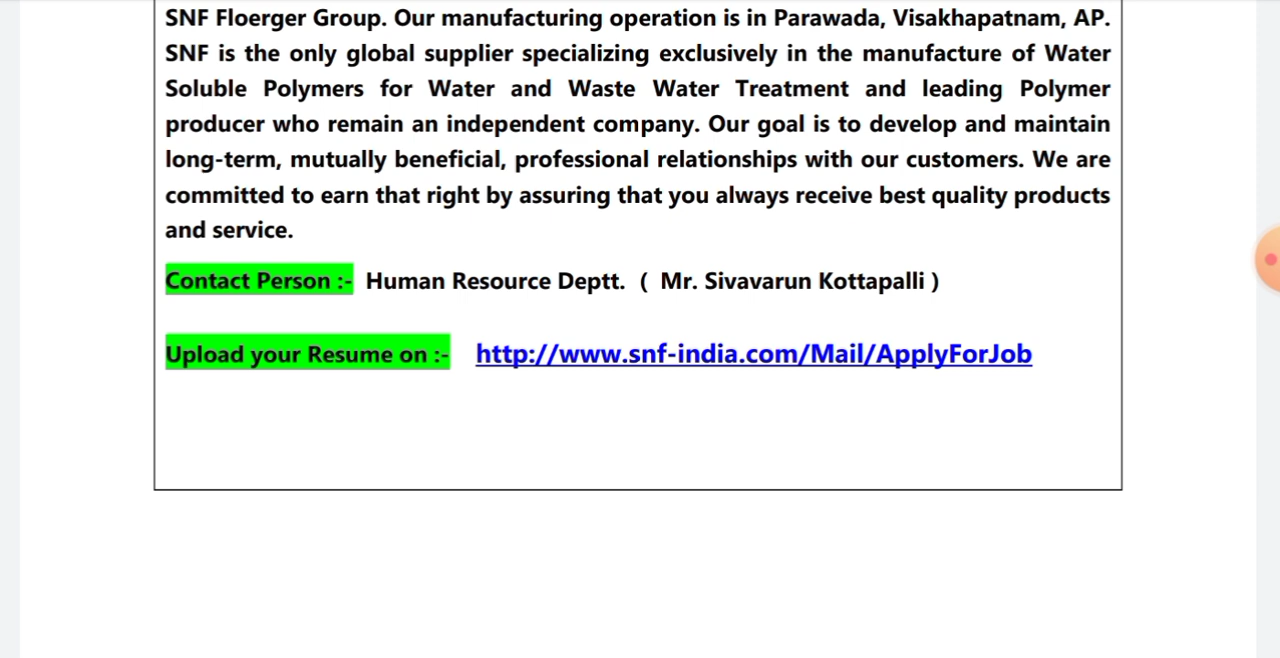 SNF Floerger Group. Our manufacturing operation is in Parawada, Visakhapatnam, AP.
SNF is the only global supplier specializing exclusively in the manufacture of Water
Soluble Polymers for Water and Waste Water Treatment and leading Polymer
producer who remain an independent company. Our goal is to develop and maintain
long-term, mutually beneficial, professional relationships with our customers. We are
committed to earn that right by assuring that you always receive best quality products
and service.
Contact Person :- Human Resource Deptt. ( Mr. Sivavarun Kottapalli )
Upload your Resume on :- http://www.snf-india.com/Mail/ApplyForJob